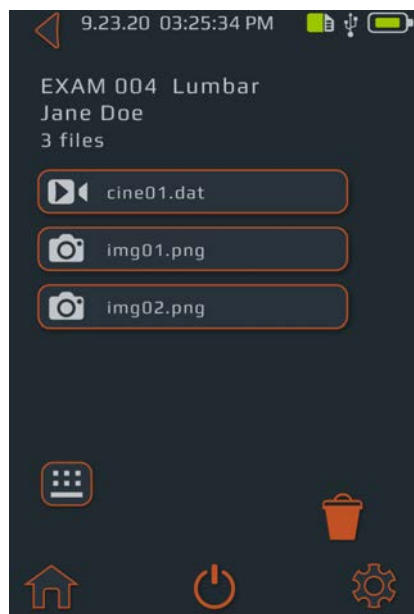 9.23.20 03:25:34 PM
EXAM 004 Lumbar
Jane Doe
3 files
cine01.dat
img01.png
img02.png